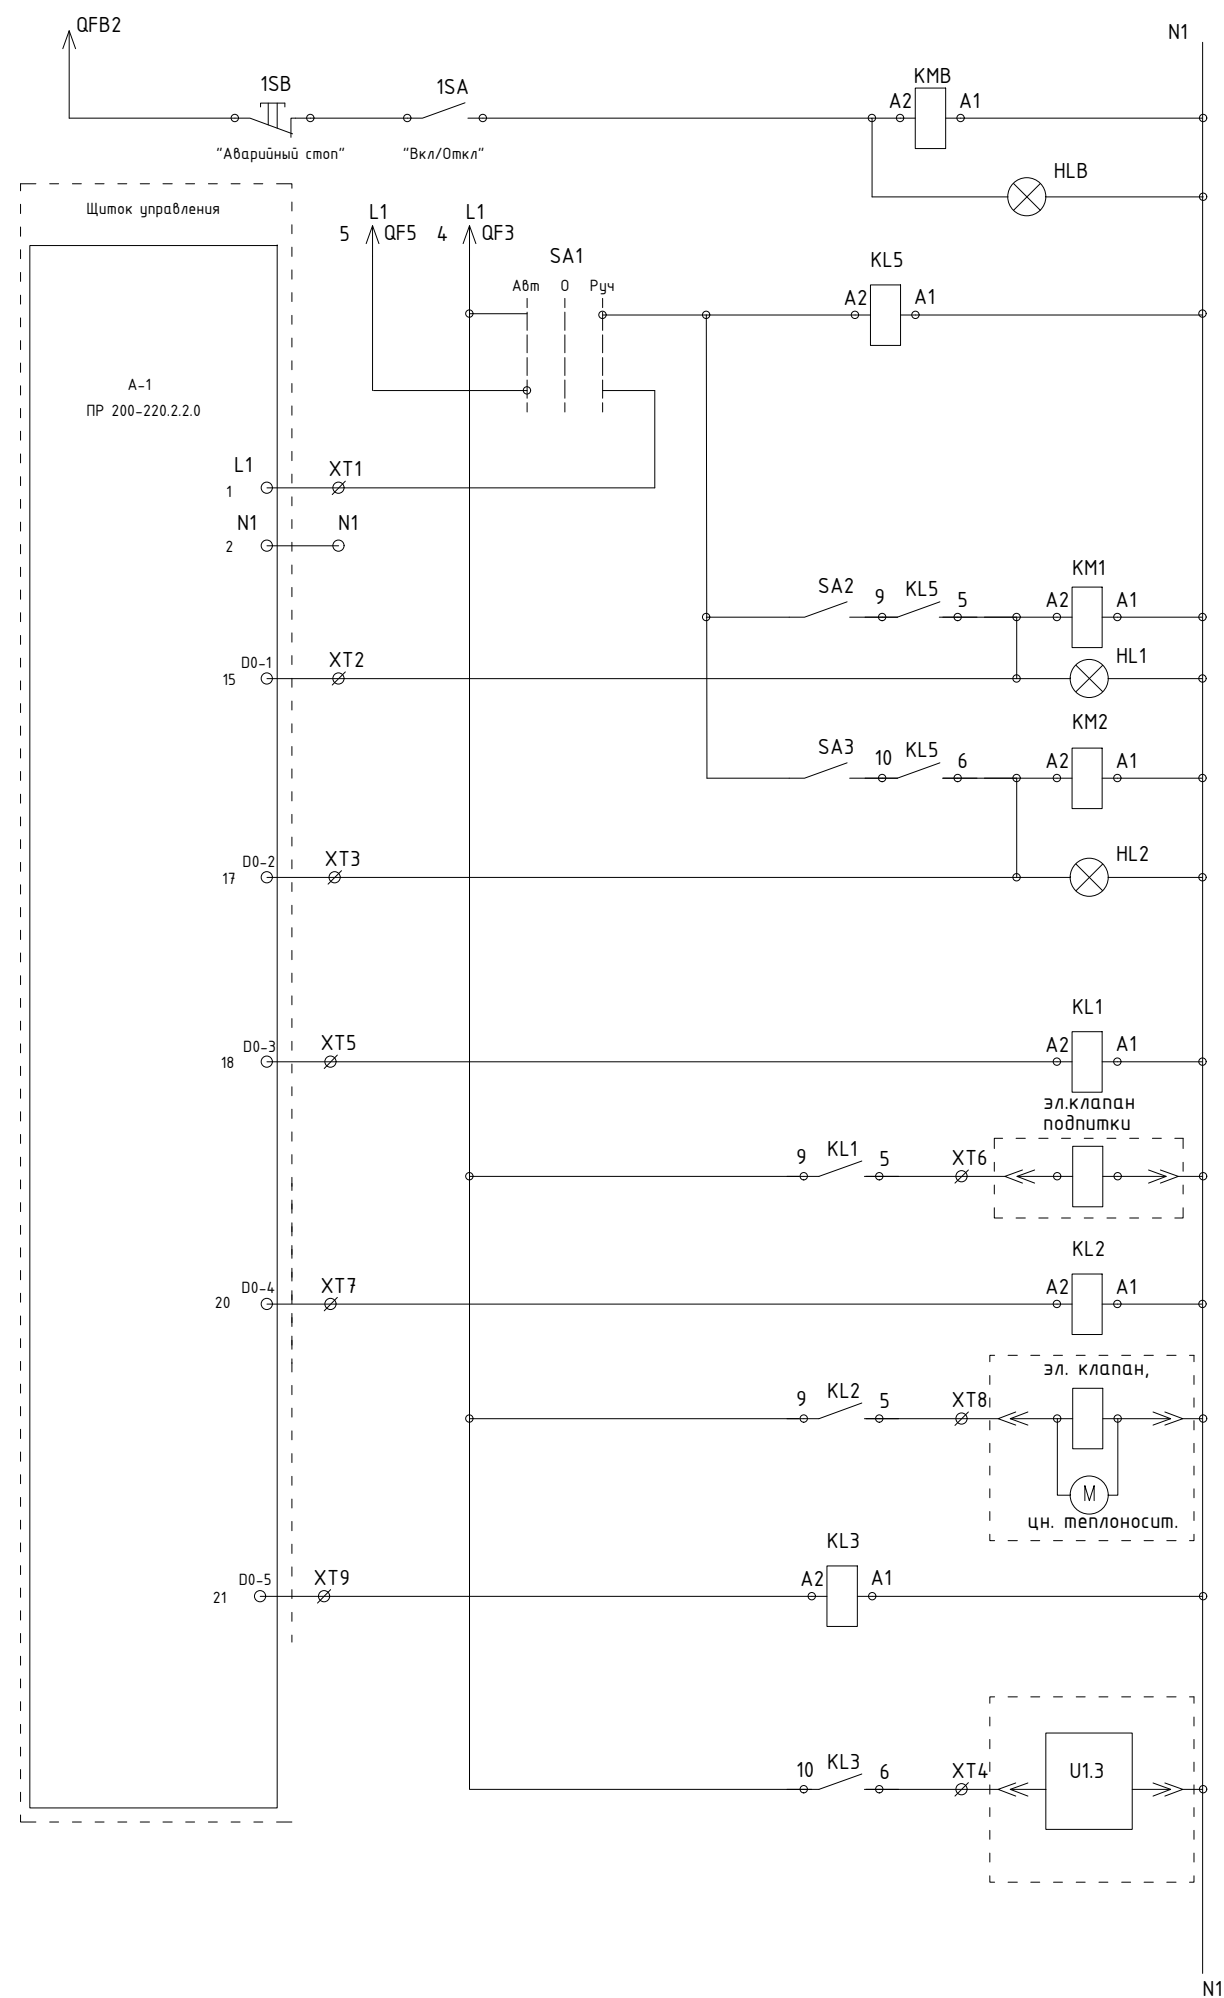 QFB2
N1
1SB
1SA
KMB
A2 A1
"Аварийный стоп" "Вкл/Откл"
HLB
Щиток управления
L1 L1
5 QF5 4 QF3
SA1
KL5
Авт 0 Руч
A2 A1
А-1
ПР 200-220.2.2.0
L1 XT1
1
N1 N1
2
KM1
SA2 9 KL5 5 A2 A1
HL1
D0-1 XT2
15
KM2
SA3 10 KL5 6 A2 A1
HL2
D0-2 XT3
17
KL1
D0-3 XT5 A2 A1
18
эл.клапан
подпитки
9 KL1 5 XT6
KL2
D0-4 XT7 A2 A1
20
эл. клапан,
9 KL2 5 XT8
M
цн. теплоносит.
KL3
D0-5 XT9 A2 A1
21
10 KL3 6 XT4 U1.3
N1